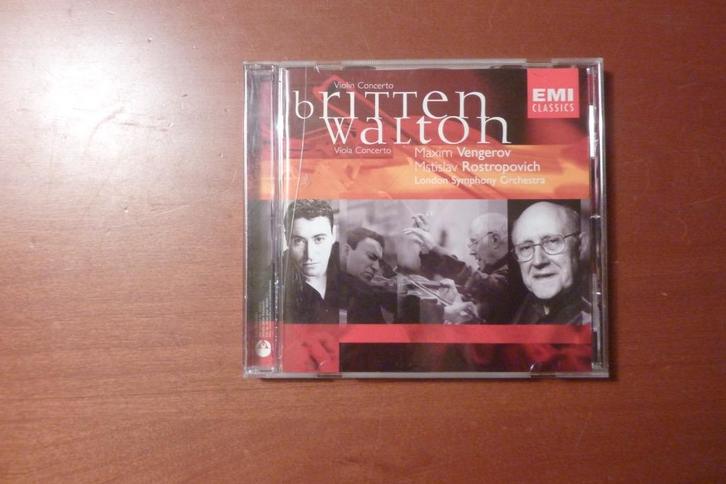 Violin Concerto
brITTen
walton
Viola Concerto
Maxim Vengerov
Mstislav Rostropovich
London Symphony Orchestra
EMI
CLASSICS